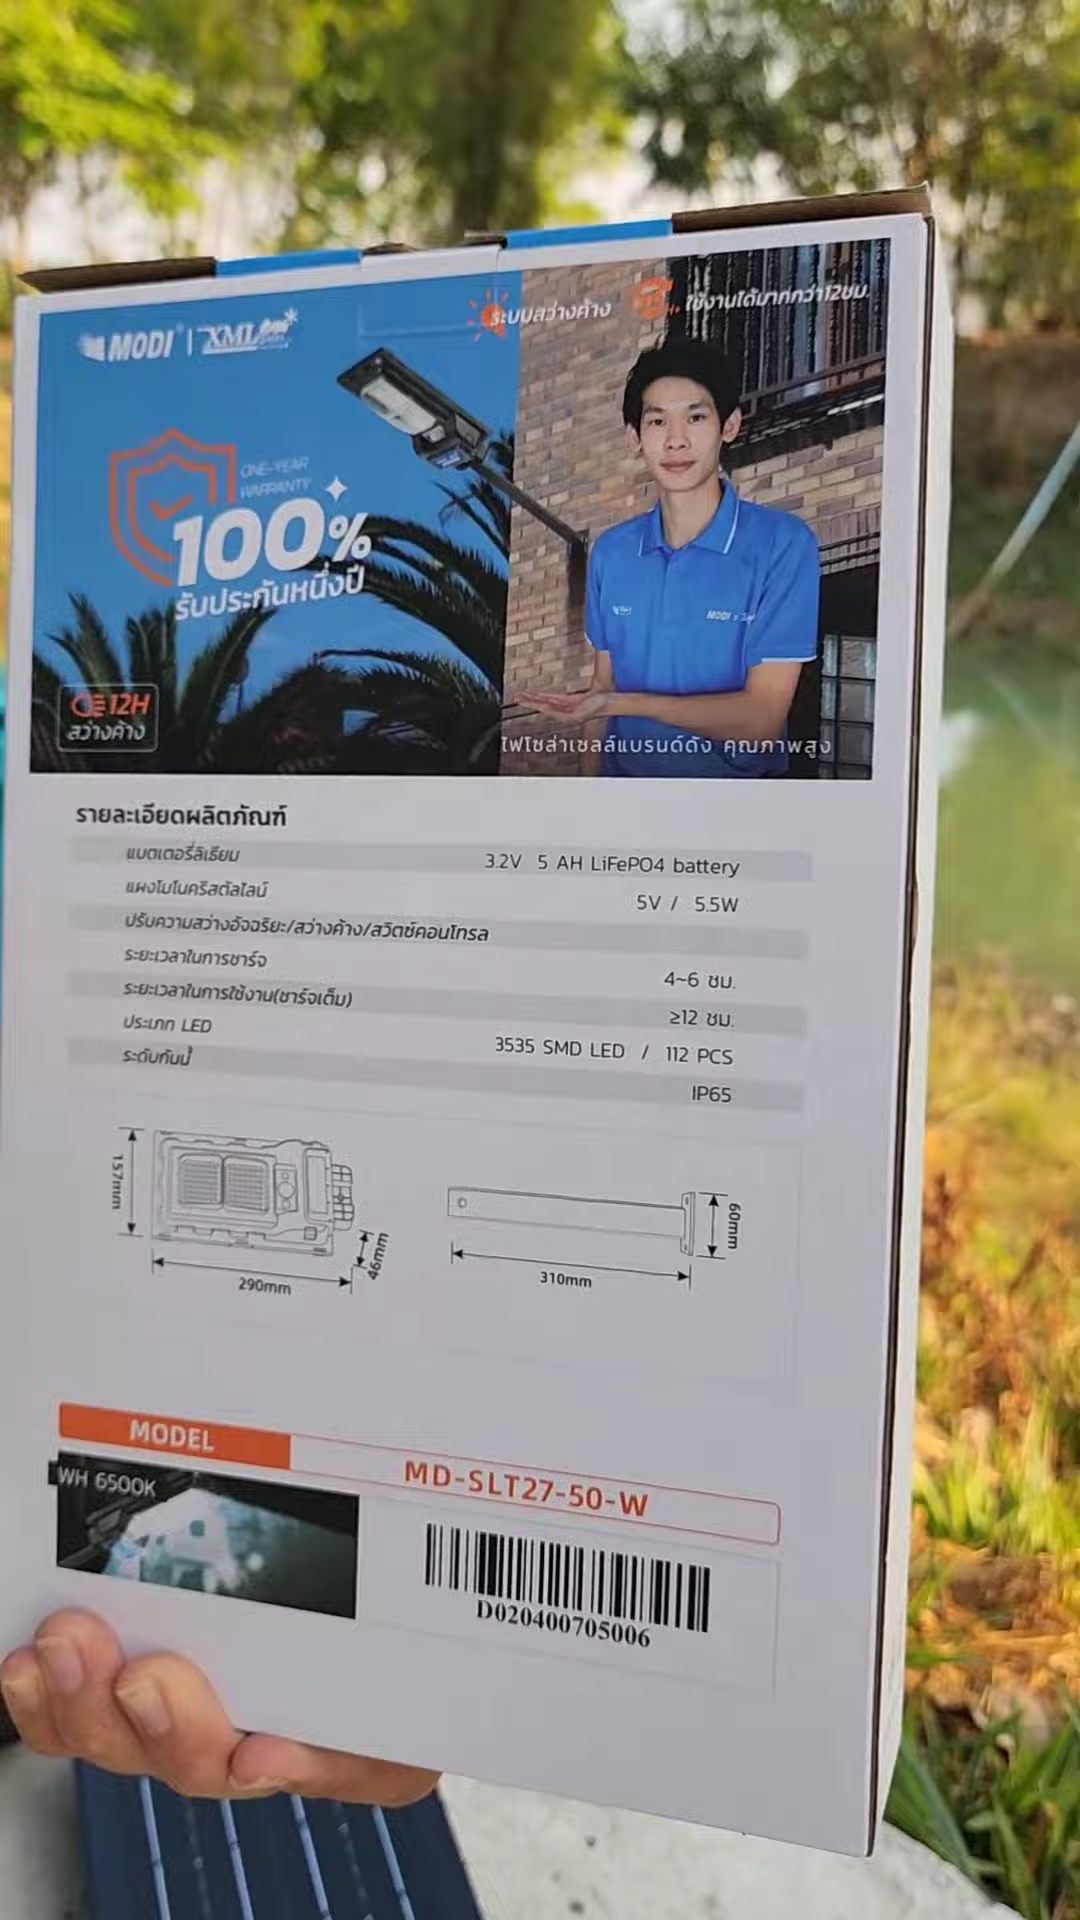 MODI | XML
ระบบสว่างค้าง
ใช้งานได้มากกว่า12ชม.
ONE-YEAR
WARRANTY
100%
รับประกันหนึ่งปี
MODI
12H
สว่างค้าง
ไฟโซล่าเซลล์แบรนด์ดัง คุณภาพสูง
รายละเอียดผลิตภัณฑ์
แบตเตอรี่ลิเธียม 3.2V 5 AH LiFePO4 battery
แผงโมโนคริสตัลไลน์ 5V / 5.5W
ปรับความสว่างอัจฉริยะ/สว่างค้าง/สวิตช์คอนโทรล
ระยะเวลาในการชาร์จ 4~6 ชม.
ระยะเวลาในการใช้งาน(ชาร์จเต็ม) ≥12 ชม.
ประเภท LED 3535 SMD LED / 112 PCS
ระดับกันน้ำ IP65
157mm
290mm
46mm
310mm
60mm
MODEL
MD-SLT27-50-W
WH 6500K
D020400705006